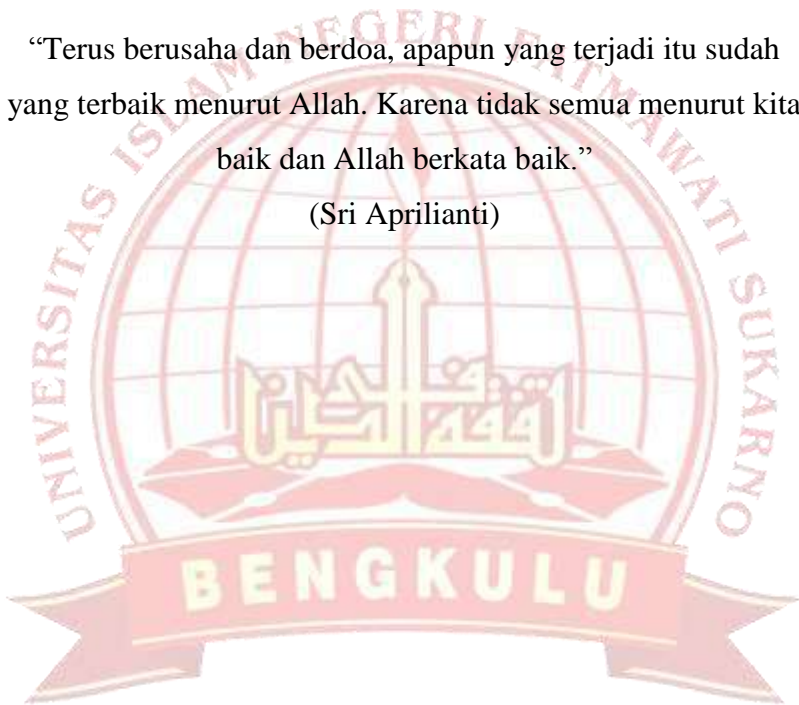 “Terus berusaha dan berdoa, apapun yang terjadi itu sudah
yang terbaik menurut Allah. Karena tidak semua menurut kita
baik dan Allah berkata baik.”
(Sri Aprilianti)
UNIVERSITAS ISLAM NEGERI FATMAWATI SUKARNO
BENGKULU